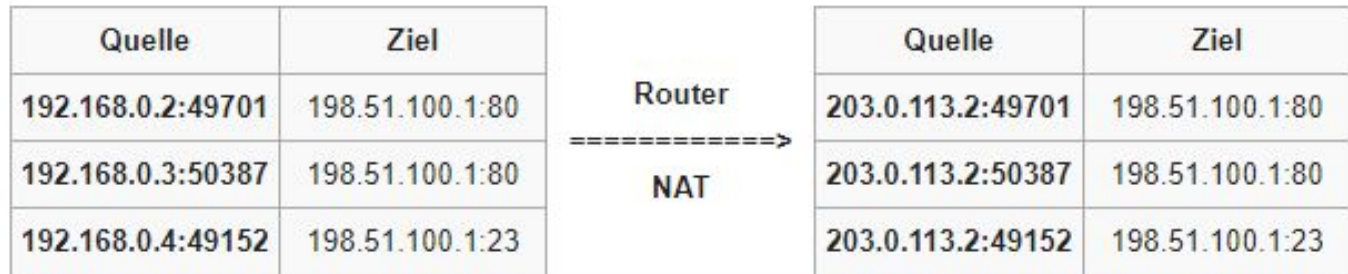 Quelle Ziel Quelle Ziel
192.168.0.2:49701 198.51.100.1:80 Router 203.0.113.2:49701 198.51.100.1:80
============>
192.168.0.3:50387 198.51.100.1:80 NAT 203.0.113.2:50387 198.51.100.1:80
192.168.0.4:49152 198.51.100.1:23 203.0.113.2:49152 198.51.100.1:23